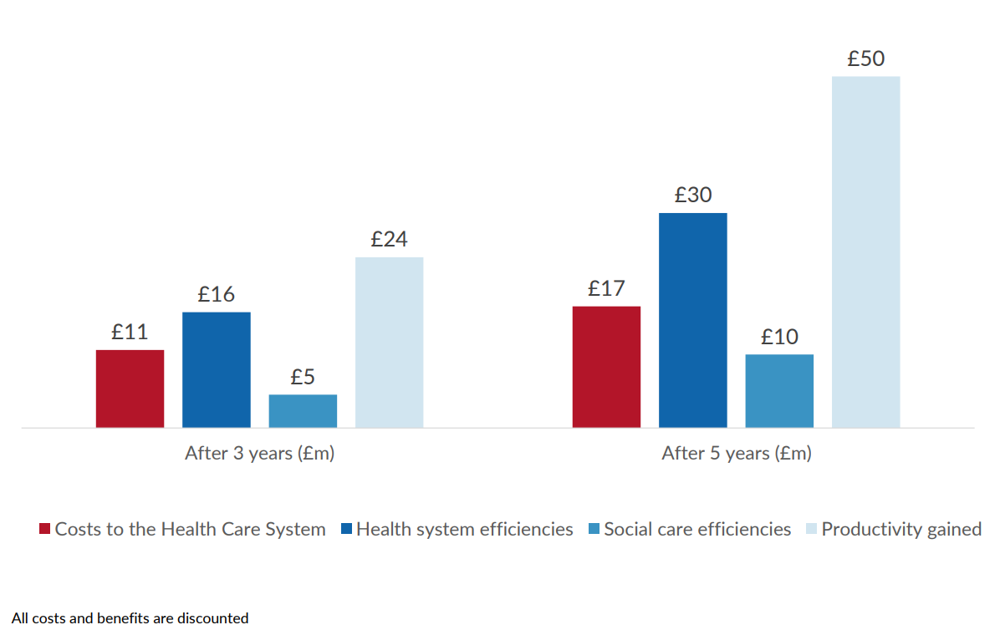 £50
£30
£24
£17
£16
£11
£10
£5
After 3 years (£m) After 5 years (£m)
Costs to the Health Care System Health system efficiencies Social care efficiencies Productivity gained
All costs and benefits are discounted